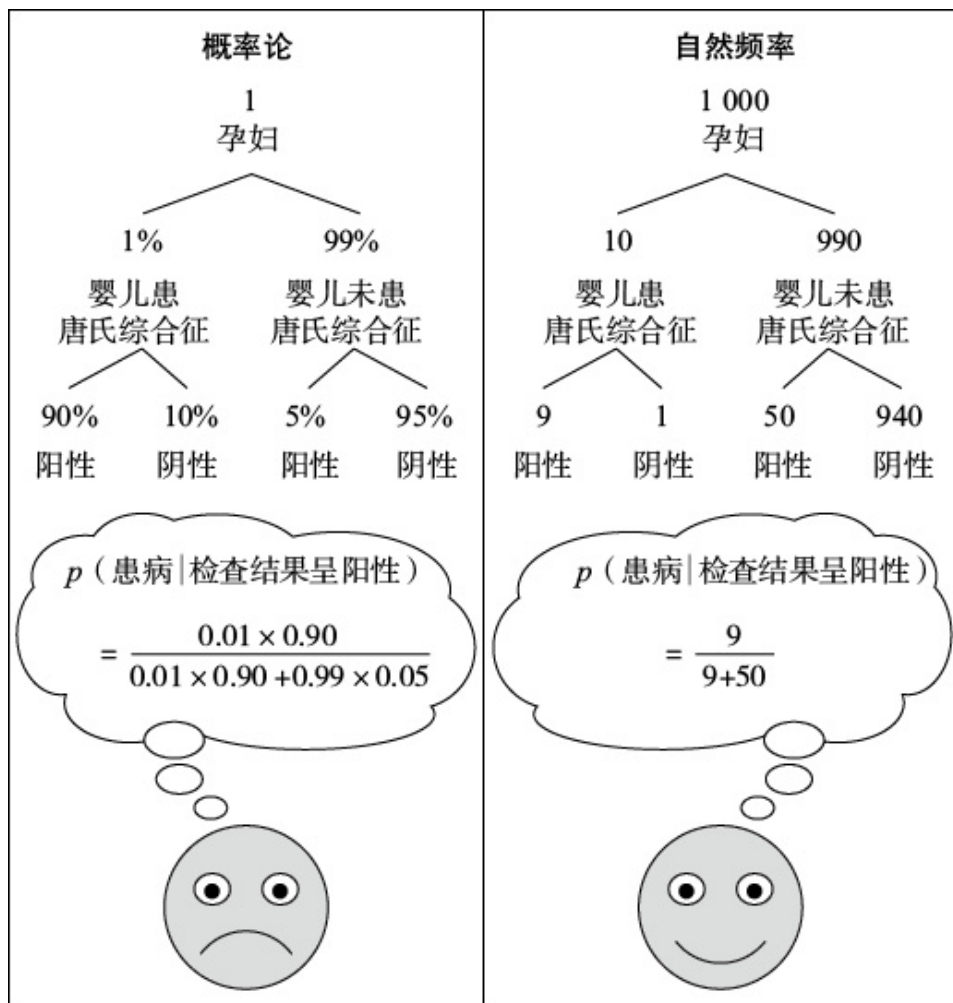 概率论
1
孕妇
1% 99%
婴儿患 婴儿未患
唐氏综合征 唐氏综合征
90% 10% 5% 95%
阳性 阴性 阳性 阴性
p（患病|检查结果呈阳性）
= 0.01 × 0.90
0.01 × 0.90 +0.99 × 0.05
自然频率
1 000
孕妇
10 990
婴儿患 婴儿未患
唐氏综合征 唐氏综合征
9 1 50 940
阳性 阴性 阳性 阴性
p（患病|检查结果呈阳性）
= 9
9+50